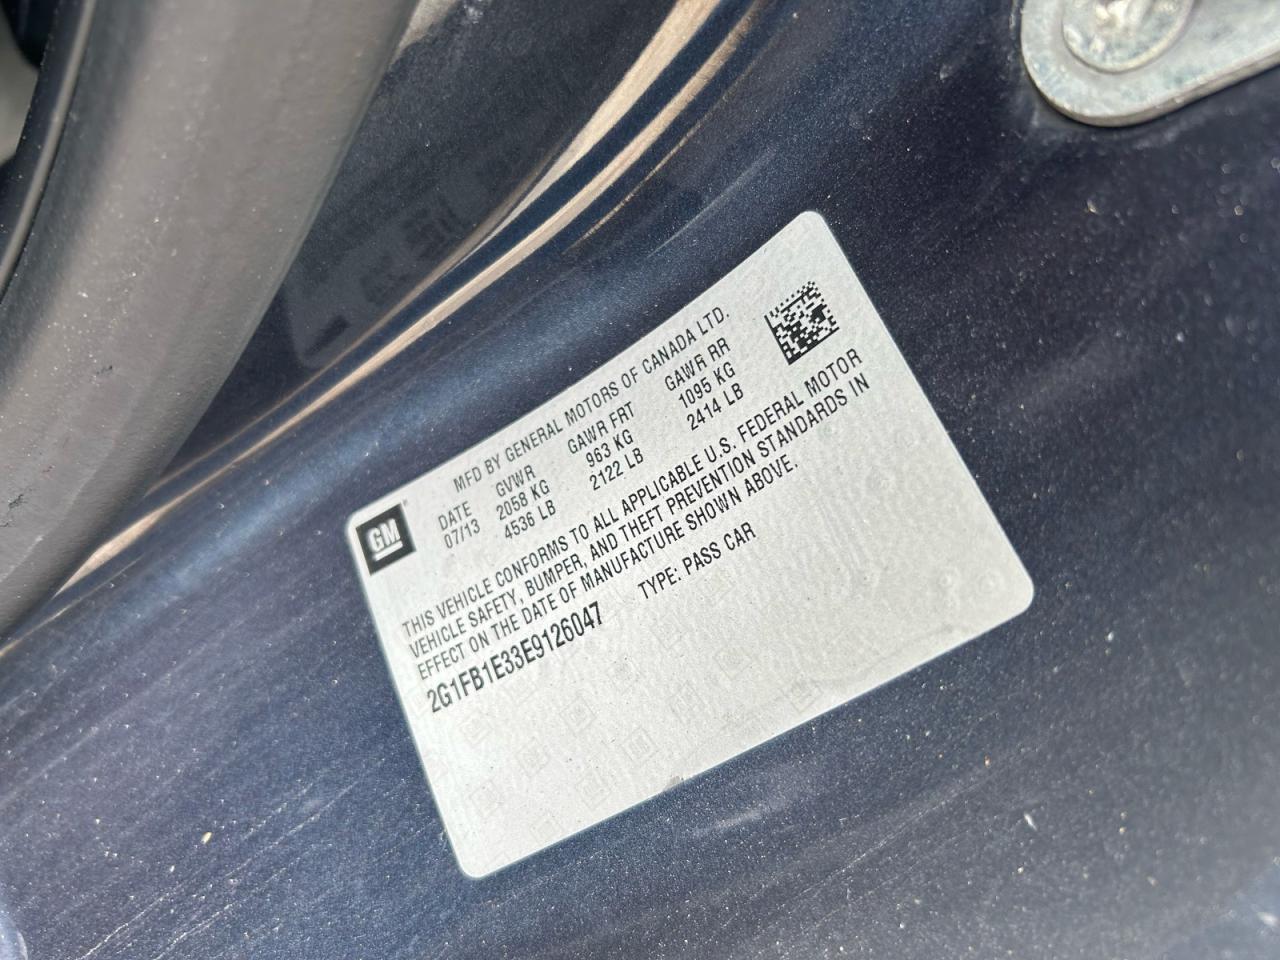 MFD BY GENERAL MOTORS OF CANADA LTD.
GM
DATE GVWR GAWR FRT GAWR RR
07/13 2058 KG 963 KG 1095 KG
4536 LB 2122 LB 2414 LB
THIS VEHICLE CONFORMS TO ALL APPLICABLE U.S. FEDERAL MOTOR
VEHICLE SAFETY, BUMPER, AND THEFT PREVENTION STANDARDS IN
EFFECT ON THE DATE OF MANUFACTURE SHOWN ABOVE.
2G1FB1E33E9126047 TYPE: PASS CAR